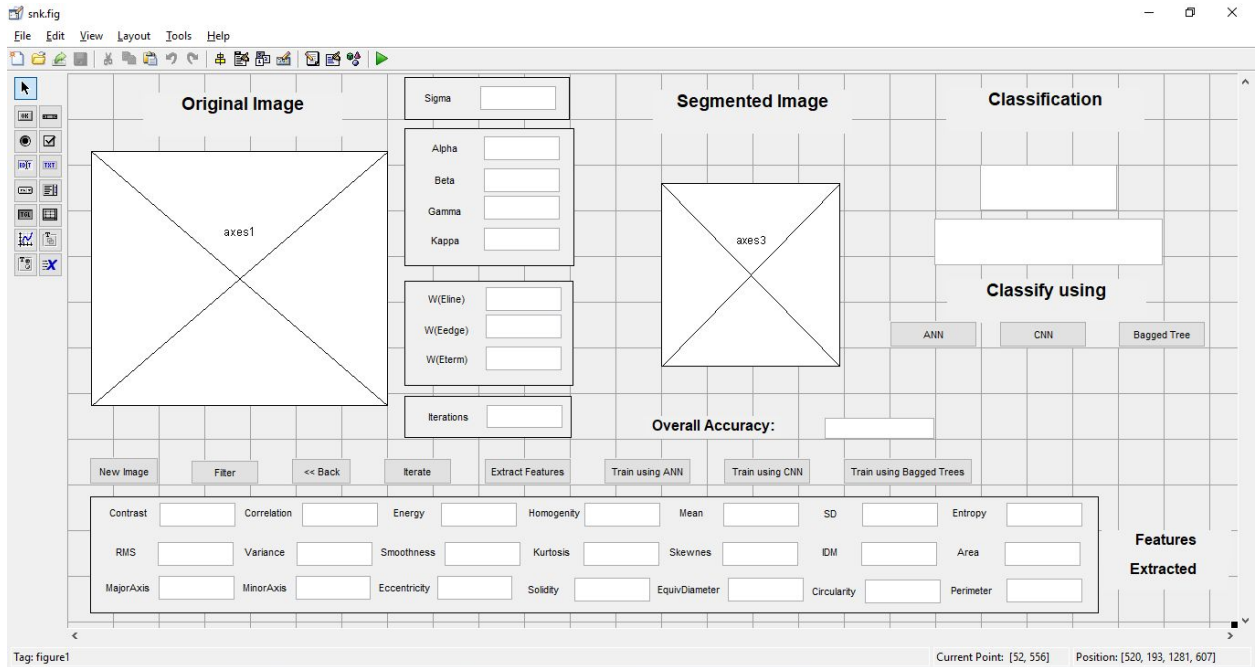 snk.fig
File Edit View Layout Tools Help
Original Image
Sigma
Segmented Image
Classification
Alpha
Beta
Gamma
Kappa
axes1
axes3
W(Eline)
W(Eedge)
W(Eterm)
Classify using
ANN CNN Bagged Tree
Iterations
Overall Accuracy:
New Image Filter << Back Iterate Extract Features Train using ANN Train using CNN Train using Bagged Trees
Contrast Correlation Energy Homogenity Mean SD Entropy
RMS Variance Smoothness Kurtosis Skewnes IDM Area
MajorAxis MinorAxis Eccentricity Solidity EquivDiameter Circularity Perimeter
Features
Extracted
Tag: figure1 Current Point: [52, 556] Position: [520, 193, 1281, 607]